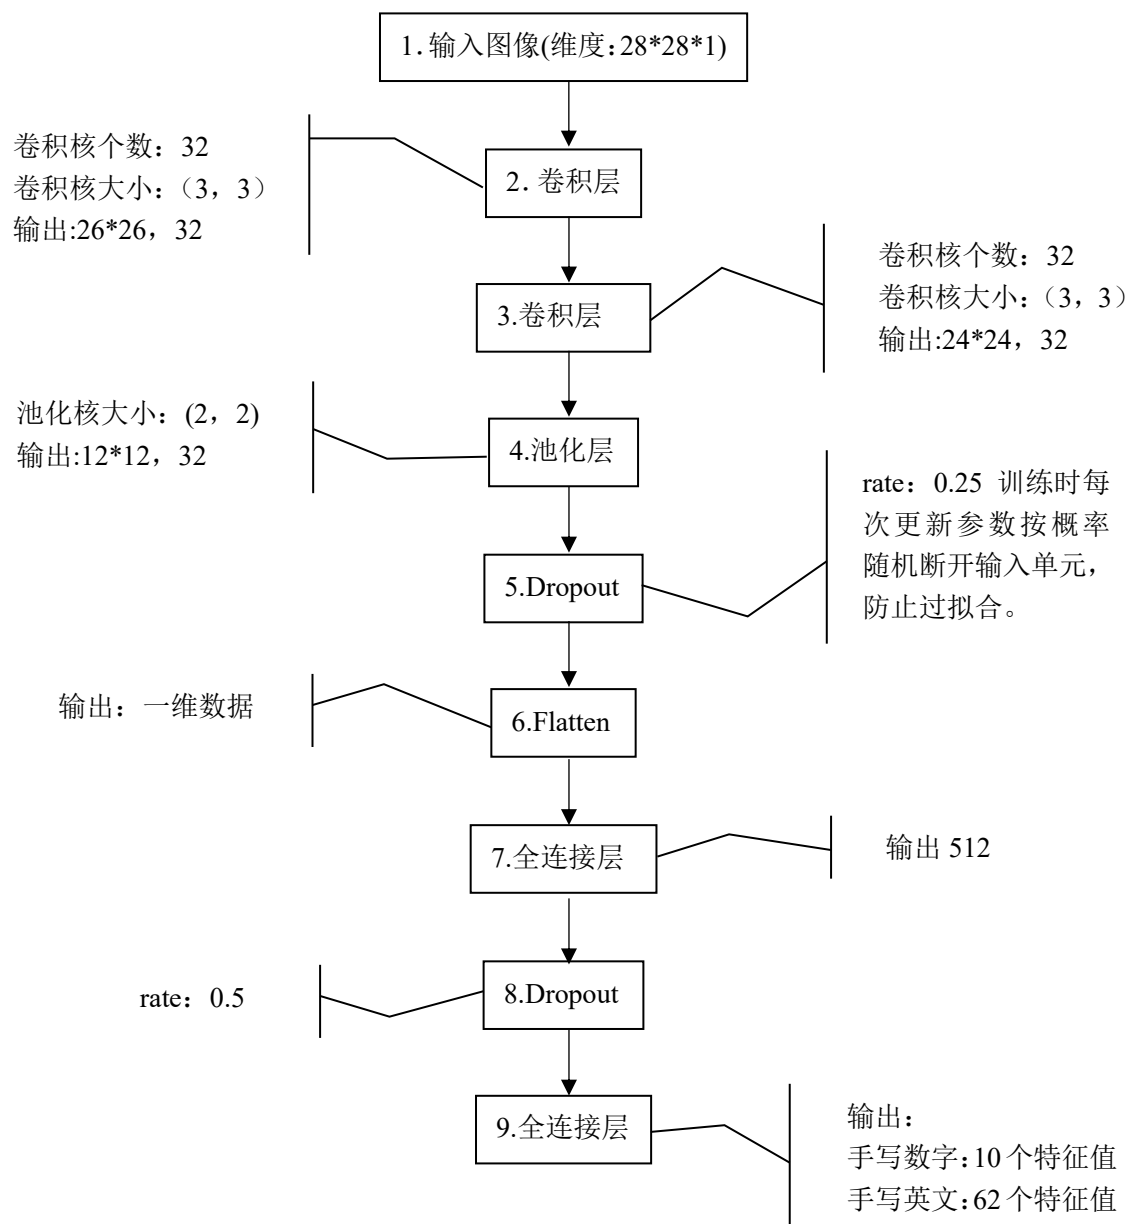 1.输入图像(维度:28*28*1)
卷积核个数：32
卷积核大小：（3，3）
输出:26*26，32
2. 卷积层
卷积核个数：32
卷积核大小：（3，3）
输出:24*24，32
3.卷积层
池化核大小：(2，2)
输出:12*12，32
4.池化层
rate：0.25 训练时每
次更新参数按概率
随机断开输入单元，
防止过拟合。
5.Dropout
输出：一维数据
6.Flatten
7.全连接层
输出 512
rate：0.5
8.Dropout
9.全连接层
输出：
手写数字:10 个特征值
手写英文:62 个特征值